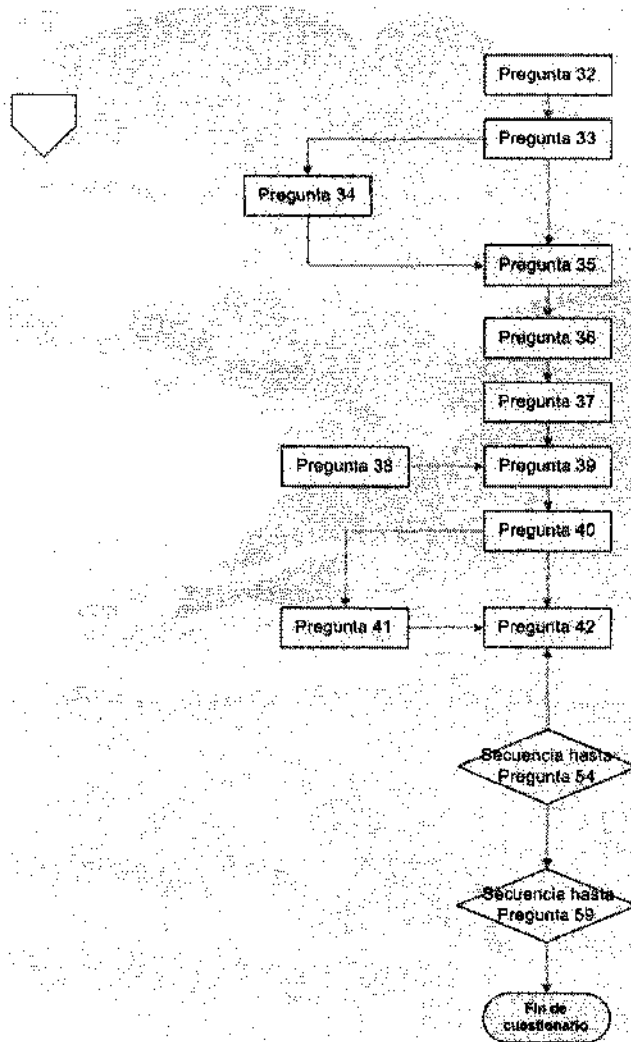 Pregunta 32
Pregunta 33
Pregunta 34
Pregunta 35
Pregunta 36
Pregunta 37
Pregunta 38
Pregunta 39
Pregunta 40
Pregunta 41
Pregunta 42
Secuencia hasta
Pregunta 54
Secuencia hasta
Pregunta 59
Fin de
cuestionario